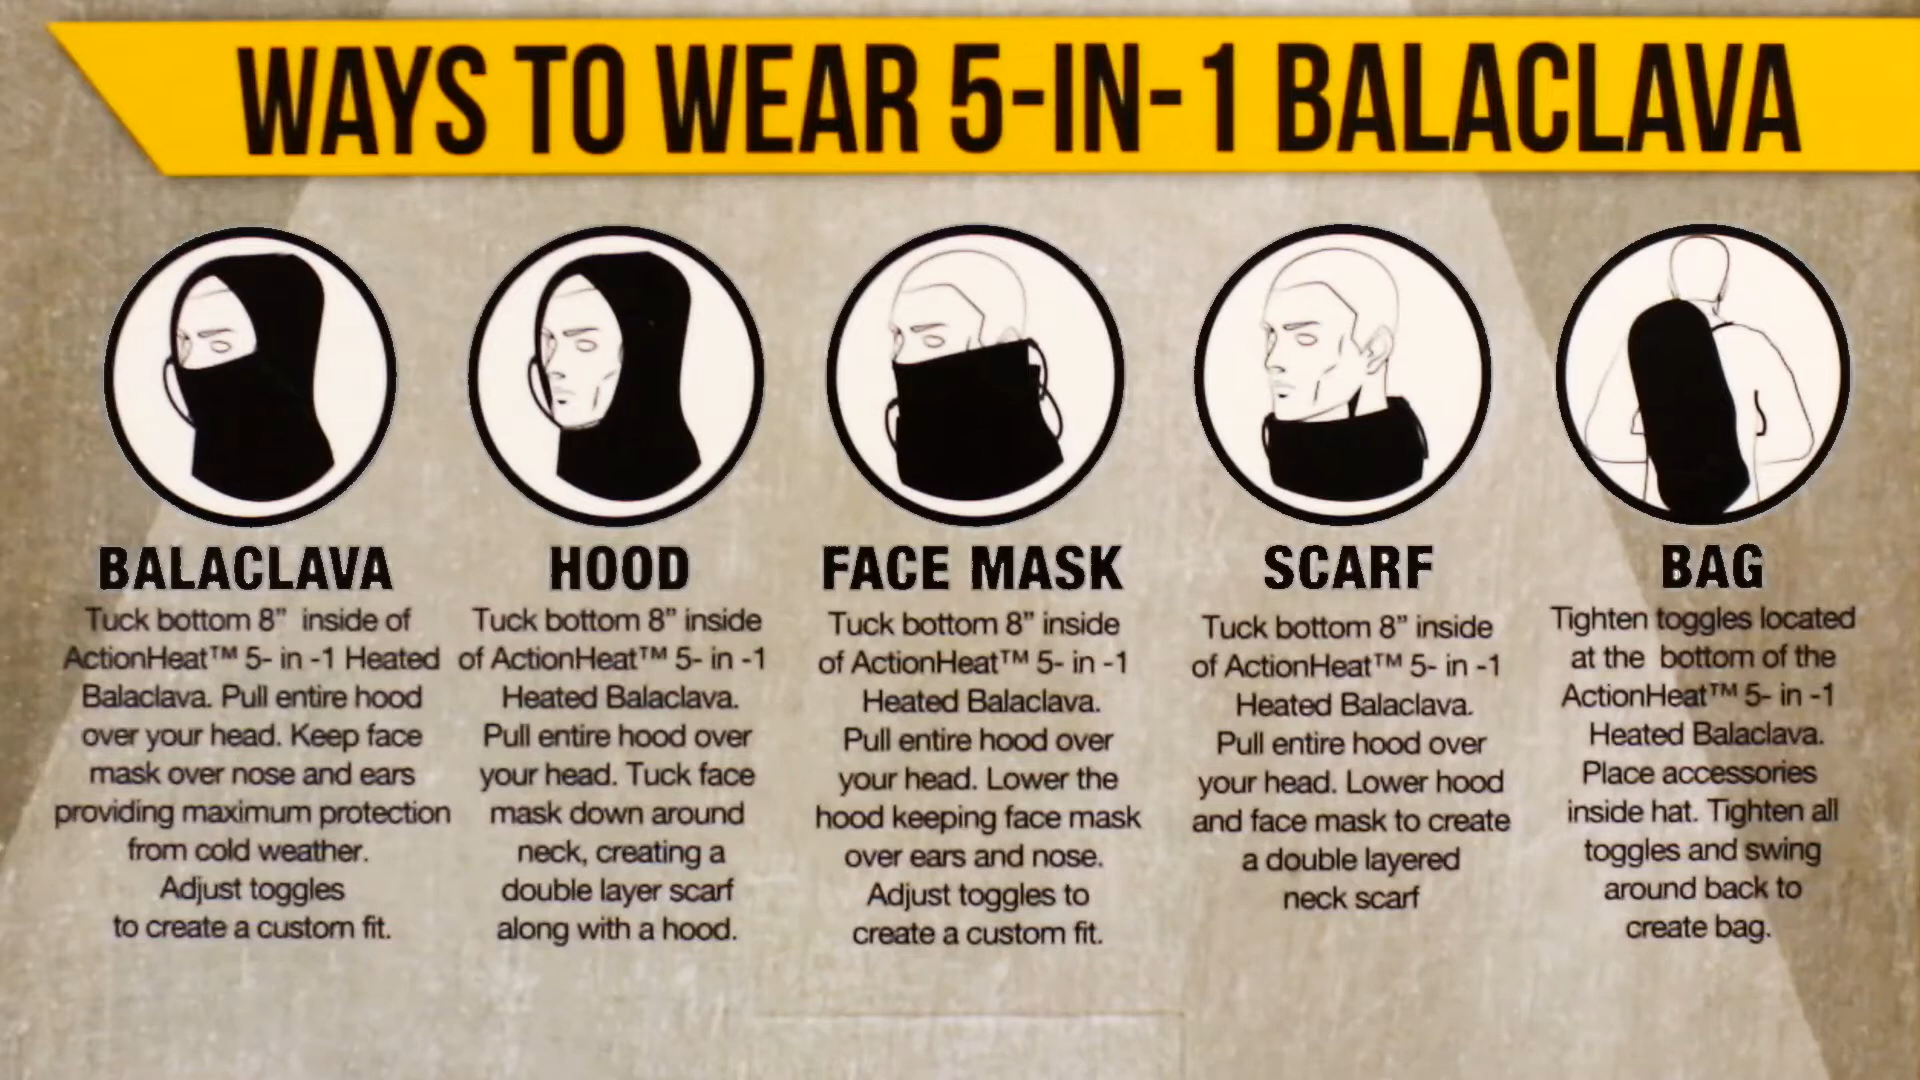 WAYS TO WEAR 5-IN-1 BALACLAVA
BALACLAVA
Tuck bottom 8” inside of
ActionHeat™ 5- in -1 Heated
Balaclava. Pull entire hood
over your head. Keep face
mask over nose and ears
providing maximum protection
from cold weather.
Adjust toggles
to create a custom fit.
HOOD
Tuck bottom 8” inside
of ActionHeat™ 5- in -1
Heated Balaclava.
Pull entire hood over
your head. Tuck face
mask down around
neck, creating a
double layer scarf
along with a hood.
FACE MASK
Tuck bottom 8” inside
of ActionHeat™ 5- in -1
Heated Balaclava.
Pull entire hood over
your head. Lower the
hood keeping face mask
over ears and nose.
Adjust toggles to
create a custom fit.
SCARF
Tuck bottom 8” inside
of ActionHeat™ 5- in -1
Heated Balaclava.
Pull entire hood over
your head. Lower hood
and face mask to create
a double layered
neck scarf
BAG
Tighten toggles located
at the bottom of the
ActionHeat™ 5- in -1
Heated Balaclava.
Place accessories
inside hat. Tighten all
toggles and swing
around back to
create bag.